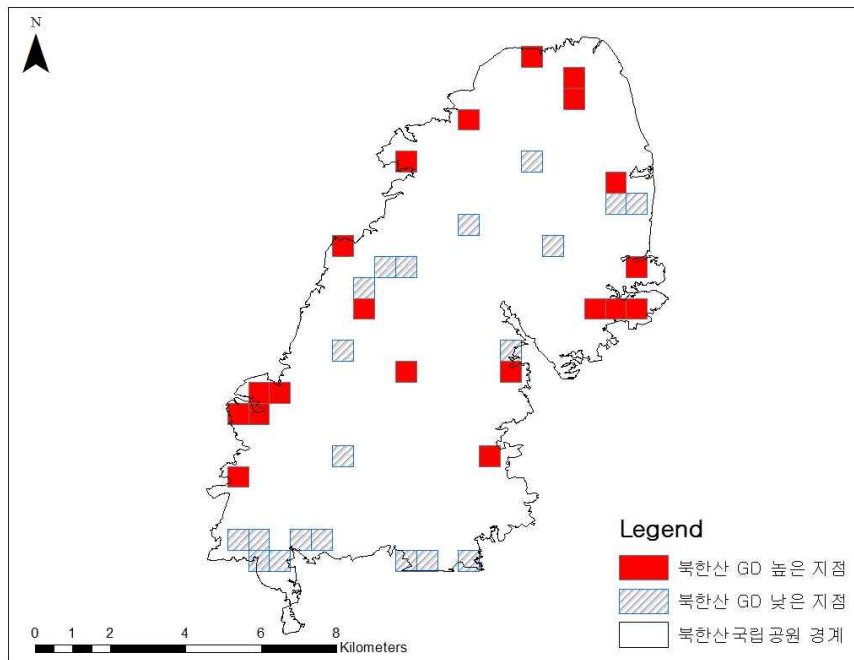 N
Legend
북한산 GD 높은 지점
북한산 GD 낮은 지점
북한산국립공원 경계
0 1 2 4 6 8
Kilometers